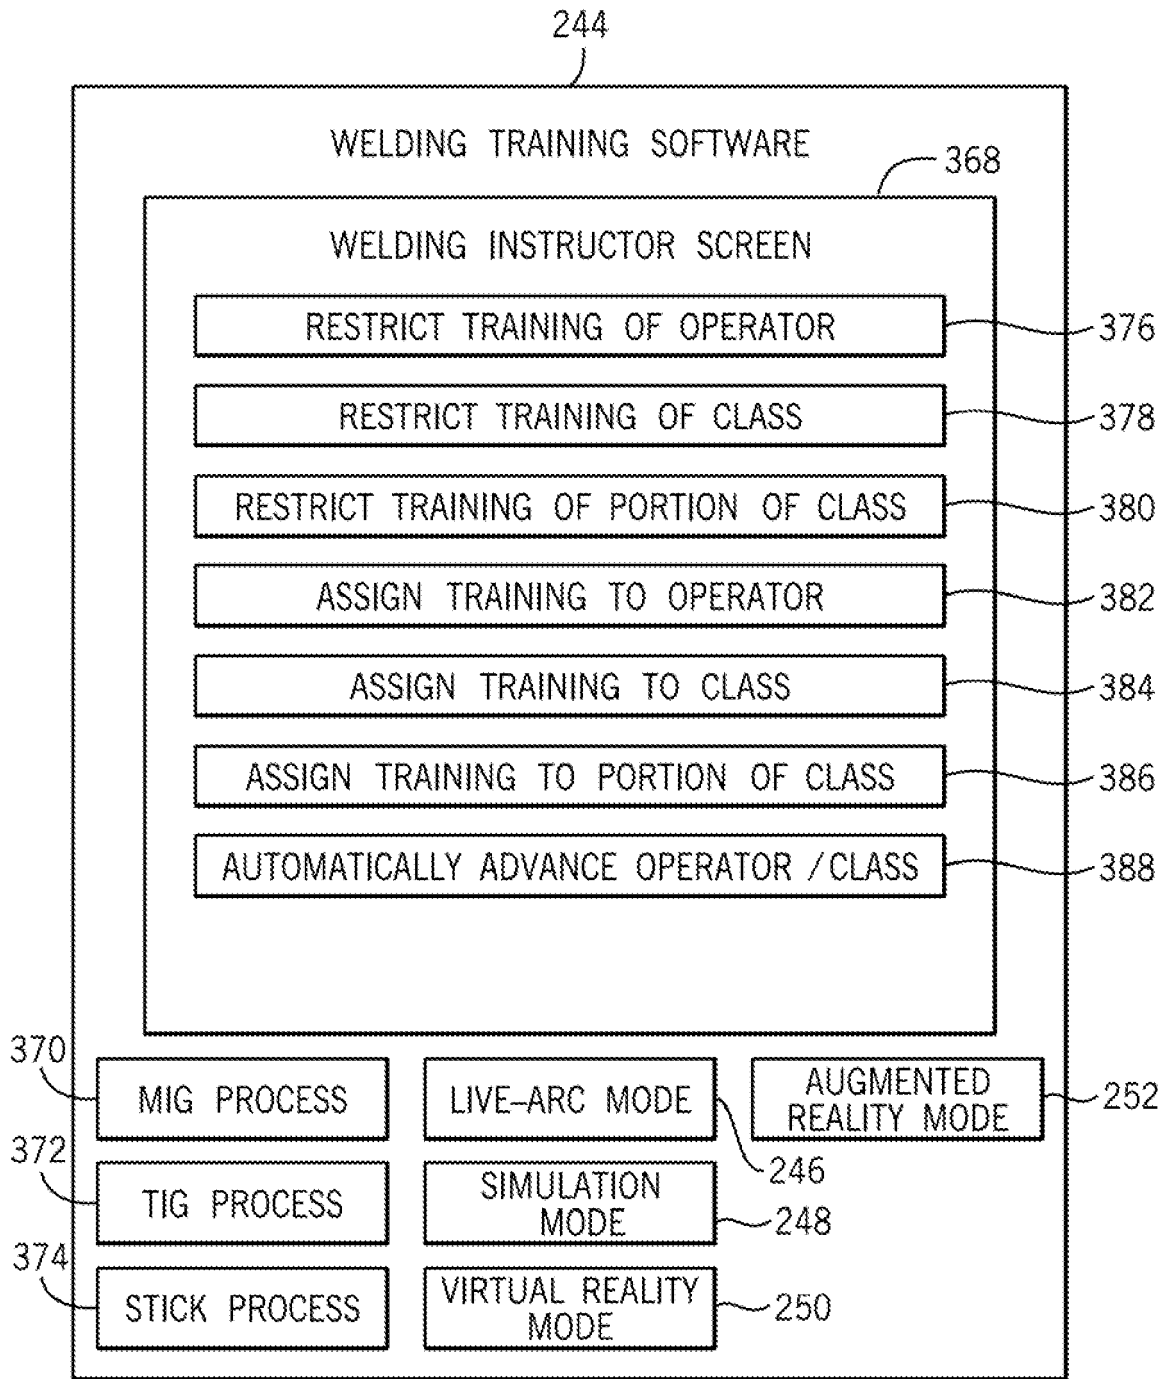 244
WELDING TRAINING SOFTWARE
368
WELDING INSTRUCTOR SCREEN
RESTRICT TRAINING OF OPERATOR
376
RESTRICT TRAINING OF CLASS
378
RESTRICT TRAINING OF PORTION OF CLASS
380
ASSIGN TRAINING TO OPERATOR
382
ASSIGN TRAINING TO CLASS
384
ASSIGN TRAINING TO PORTION OF CLASS
386
AUTOMATICALLY ADVANCE OPERATOR / CLASS
388
370
MIG PROCESS
LIVE–ARC MODE
246
AUGMENTED
REALITY MODE
252
372
TIG PROCESS
SIMULATION
MODE
248
374
STICK PROCESS
VIRTUAL REALITY
MODE
250